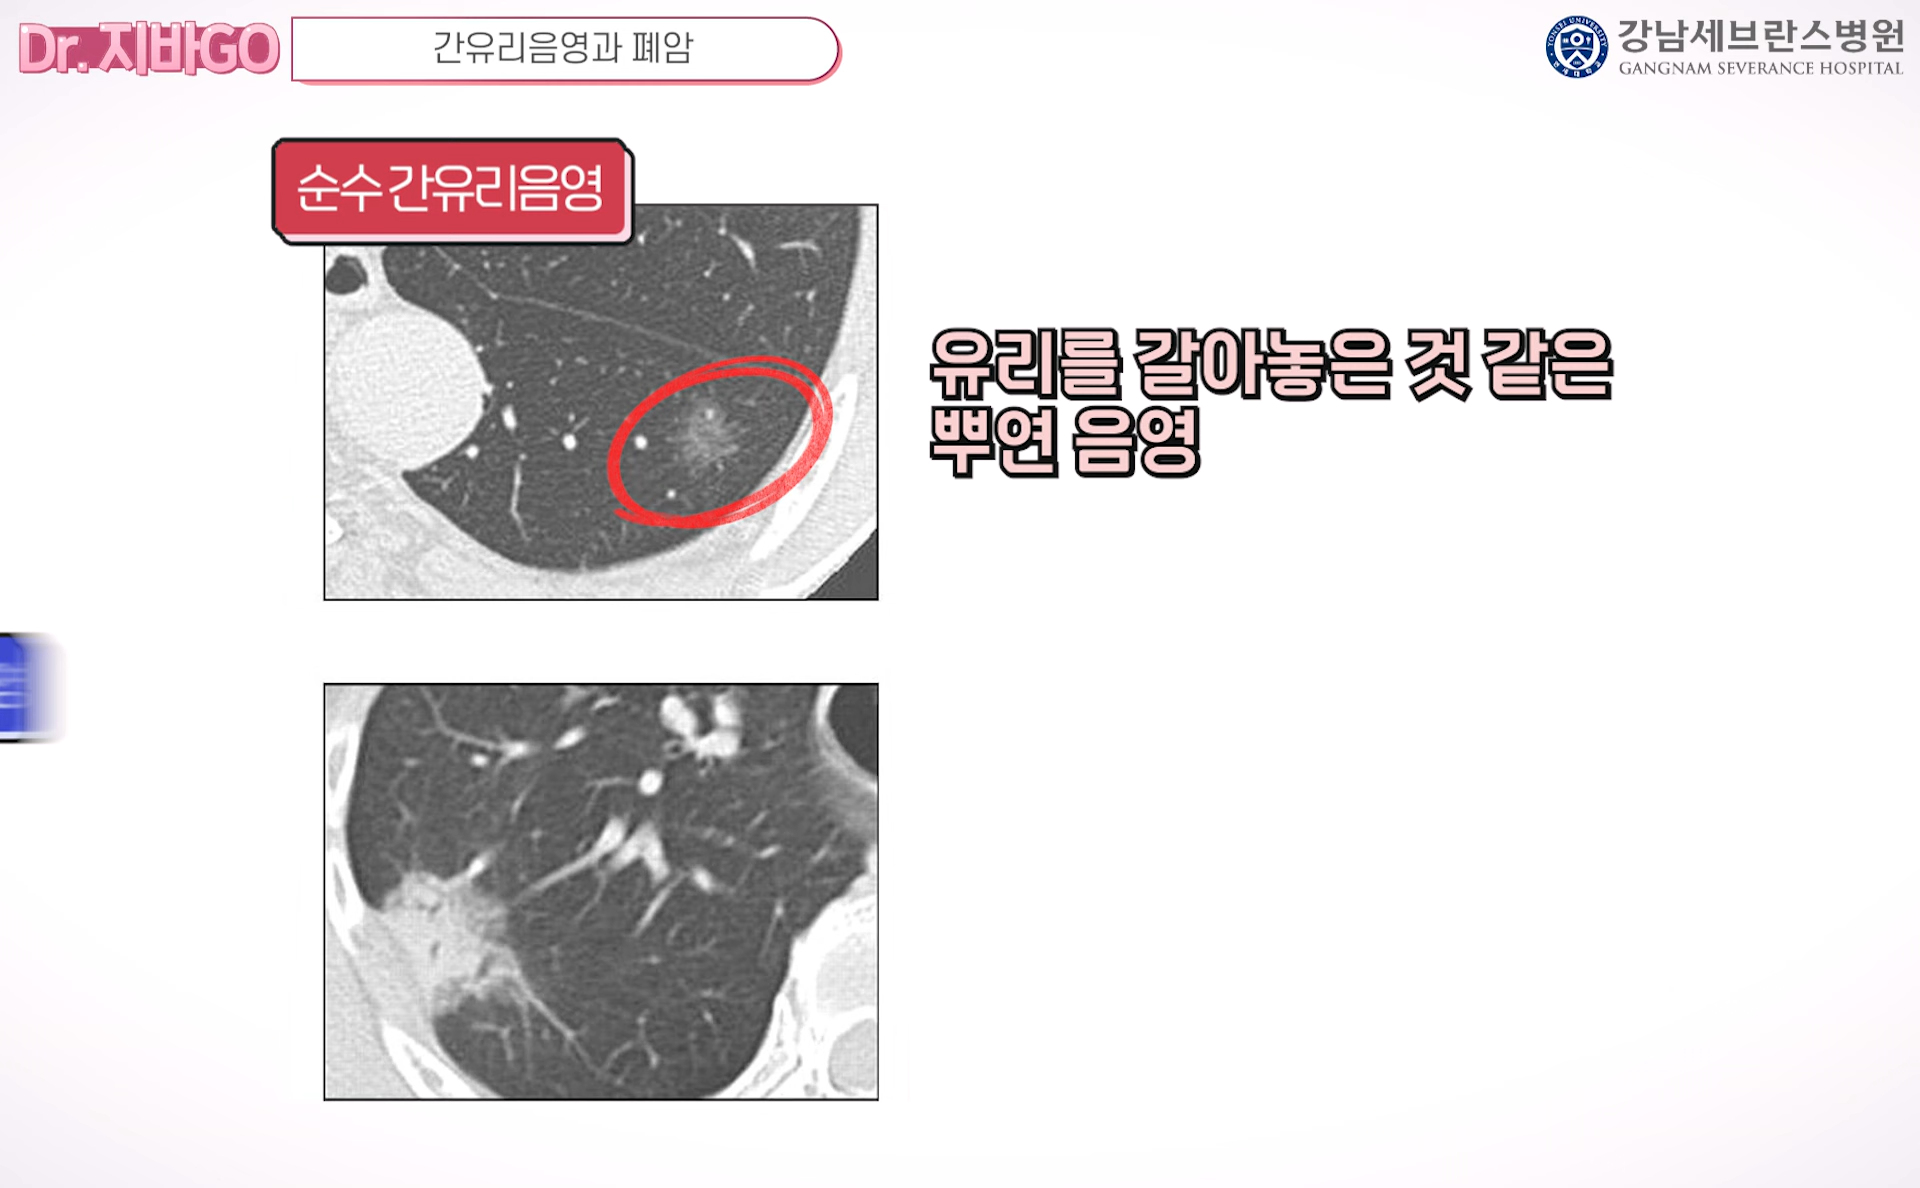 Dr. 지바GO
간유리음영과 폐암
강남세브란스병원
GANGNAM SEVERANCE HOSPITAL
순수 간유리음영
유리를 갈아놓은 것 같은
뿌연 음영